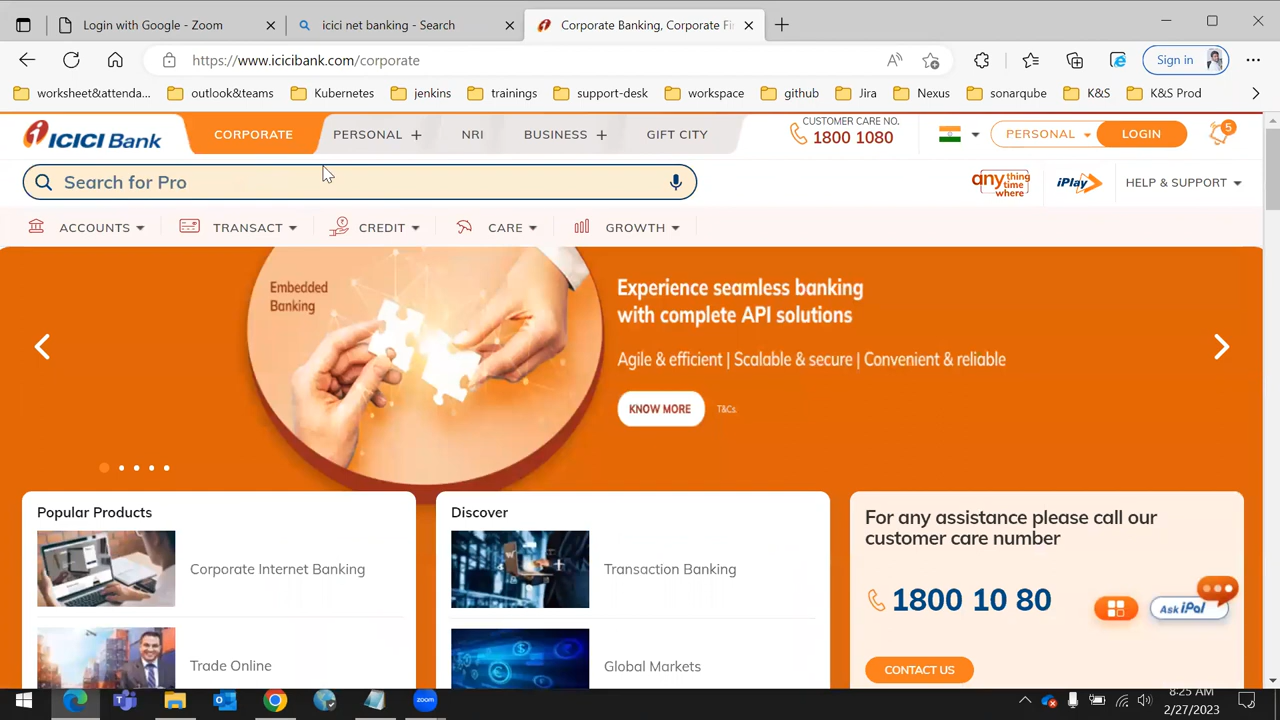 Login with Google - Zoom
icici net banking - Search
Corporate Banking, Corporate Fi
https://www.icicibank.com/corporate
Sign in
worksheet&attenda...
outlook&teams
Kubernetes
jenkins
trainings
support-desk
workspace
github
Jira
Nexus
sonarqube
K&S
K&S Prod
ICICI Bank
CORPORATE
PERSONAL +
NRI
BUSINESS +
GIFT CITY
CUSTOMER CARE NO.
1800 1080
PERSONAL
LOGIN
5
Search for Pro
anything
time
where
iPlay
HELP & SUPPORT
ACCOUNTS
TRANSACT
CREDIT
CARE
GROWTH
Embedded
Banking
Experience seamless banking
with complete API solutions
Agile & efficient | Scalable & secure | Convenient & reliable
KNOW MORE
T&Cs.
Popular Products
Corporate Internet Banking
Trade Online
Discover
Transaction Banking
Global Markets
For any assistance please call our
customer care number
1800 10 80
Ask iPal
CONTACT US
zoom
8:25 AM
2/27/2023